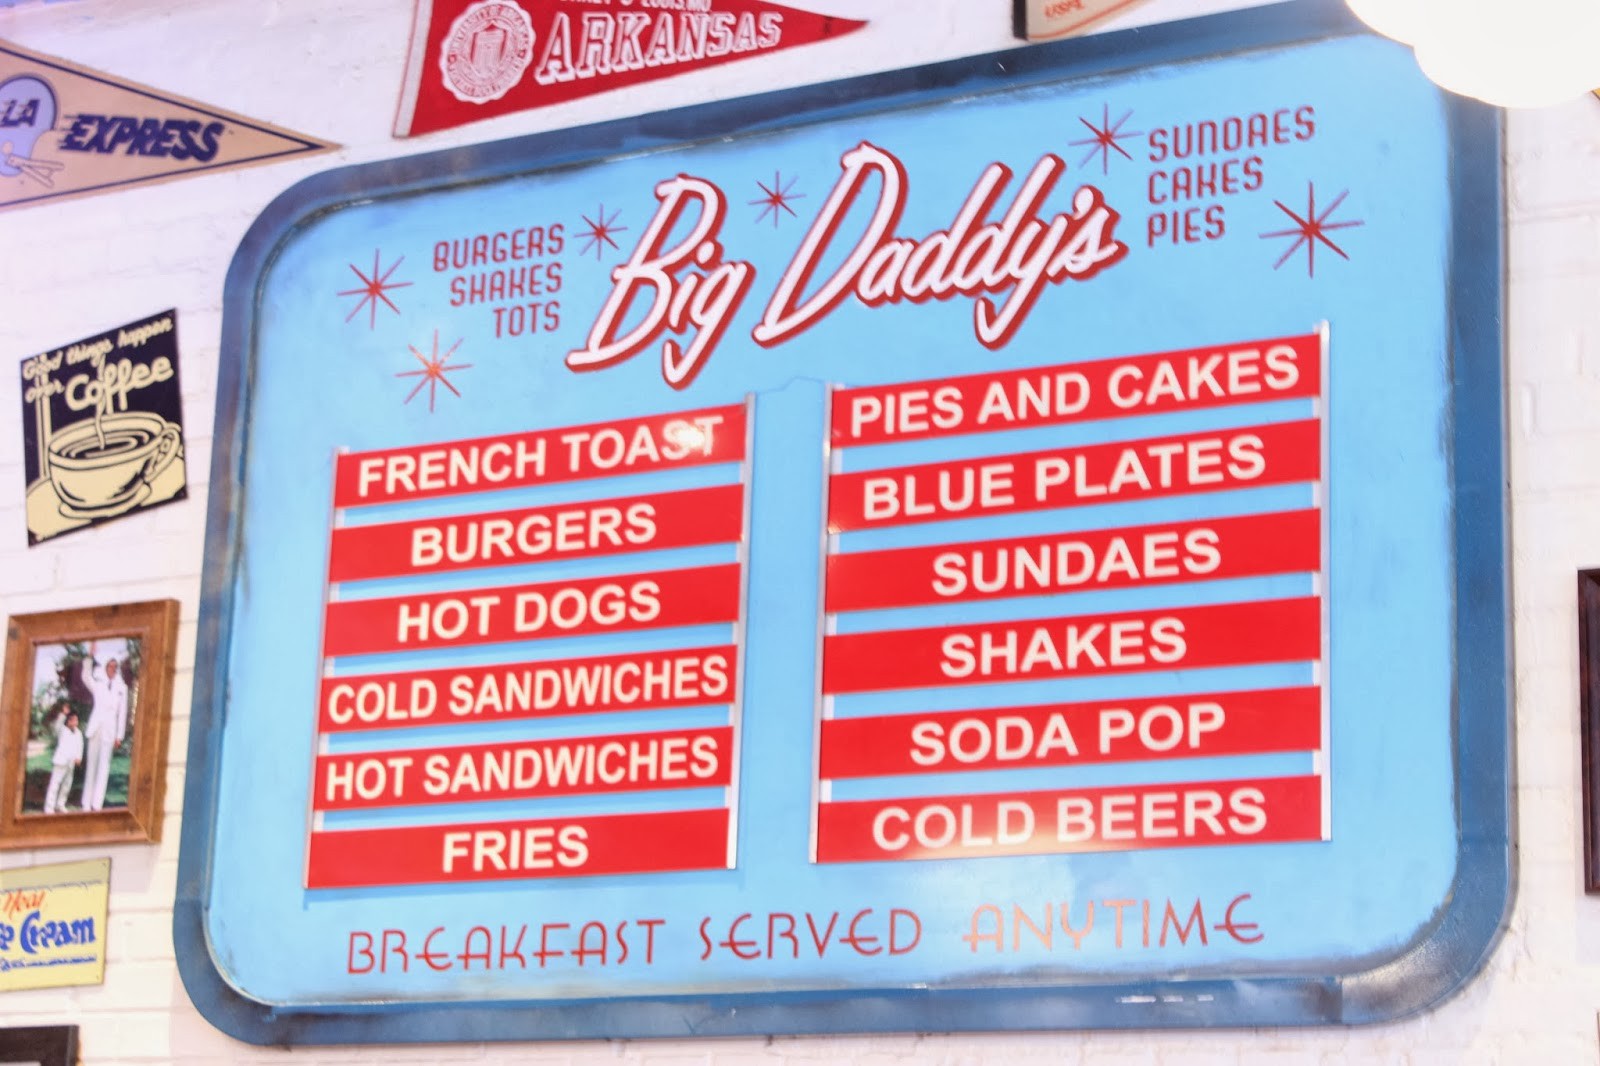 ARKANSAS
LA
EXPRESS
Good things happen
over Coffee
Big Daddy's
BURGERS
SHAKES
TOTS
SUNDAES
CAKES
PIES
FRENCH TOAST
BURGERS
HOT DOGS
COLD SANDWICHES
HOT SANDWICHES
FRIES
PIES AND CAKES
BLUE PLATES
SUNDAES
SHAKES
SODA POP
COLD BEERS
BREAKFAST SERVED ANYTIME
Cream